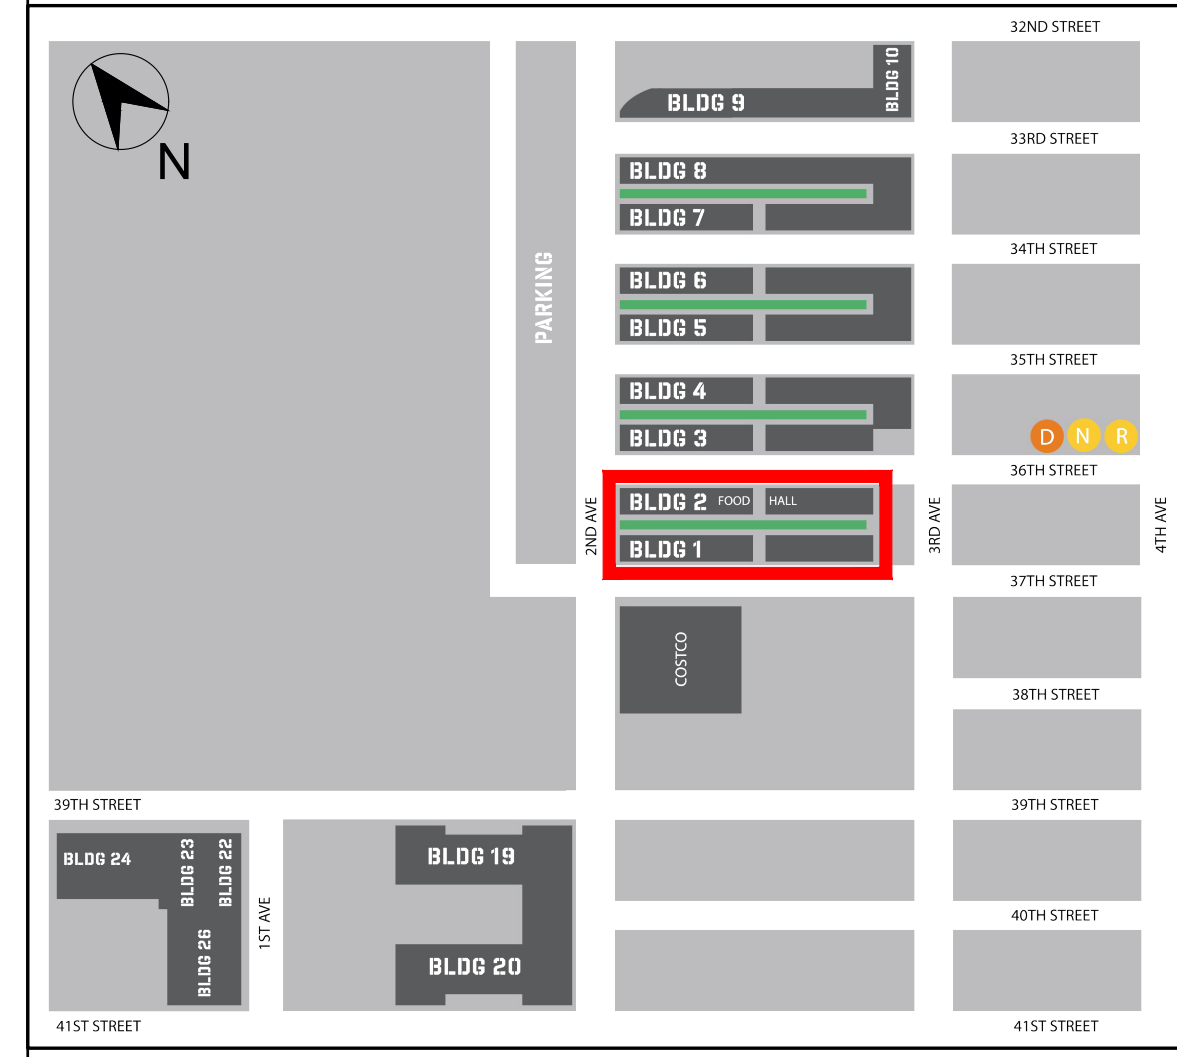 32ND STREET
N
BLDG 9
BLDG 10
33RD STREET
BLDG 8
BLDG 7
34TH STREET
PARKING
BLDG 6
BLDG 5
35TH STREET
BLDG 4
BLDG 3
D N R
36TH STREET
2ND AVE
BLDG 2 FOOD HALL
BLDG 1
3RD AVE
4TH AVE
37TH STREET
COSTCO
38TH STREET
39TH STREET
39TH STREET
BLDG 24
BLDG 23
BLDG 22
BLDG 26
1ST AVE
BLDG 19
BLDG 20
40TH STREET
41ST STREET
41ST STREET